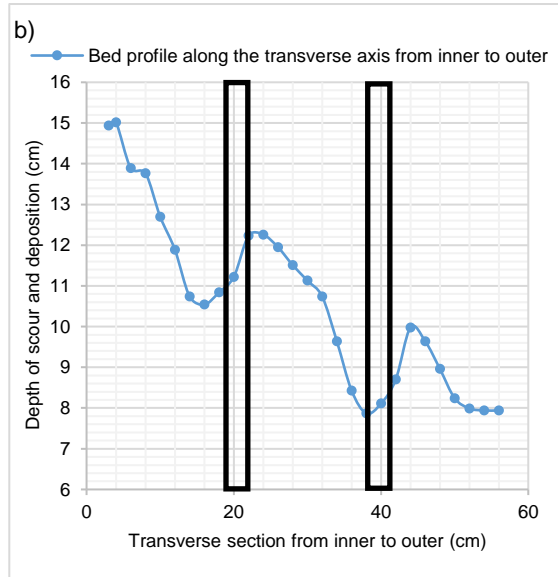 b)
Bed profile along the transverse axis from inner to outer
16
15
14
13
12
11
10
9
8
7
6
Depth of scour and deposition (cm)
0 20 40 60
Transverse section from inner to outer (cm)